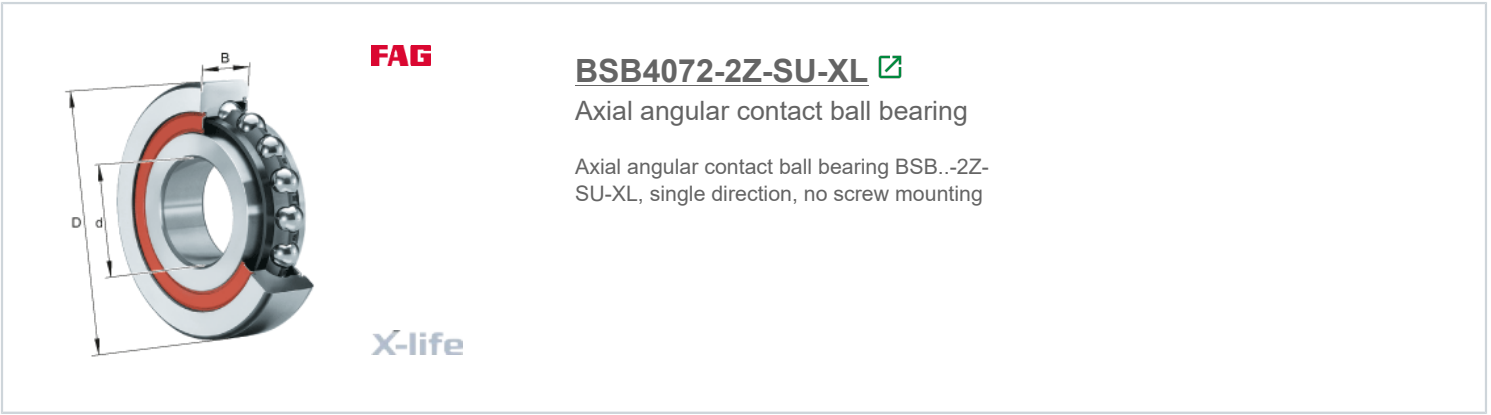 B
D
d
FAG
X-life
BSB4072-2Z-SU-XL
Axial angular contact ball bearing
Axial angular contact ball bearing BSB..-2Z-
SU-XL, single direction, no screw mounting